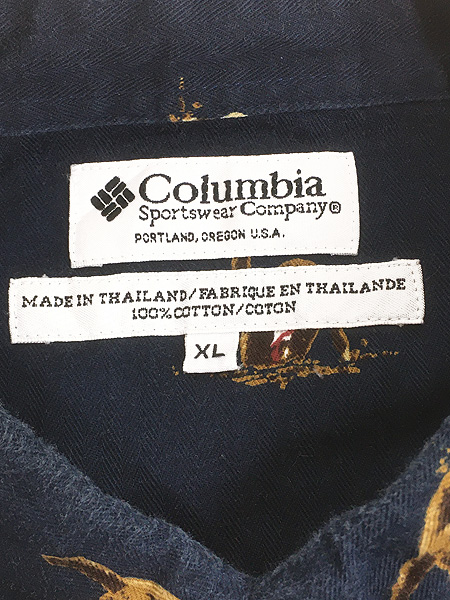 Columbia
Sportswear Company®
PORTLAND, OREGON U.S.A.
MADE IN THAILAND/FABRIQUE EN THAILANDE
100% COTTON/COTON
XL